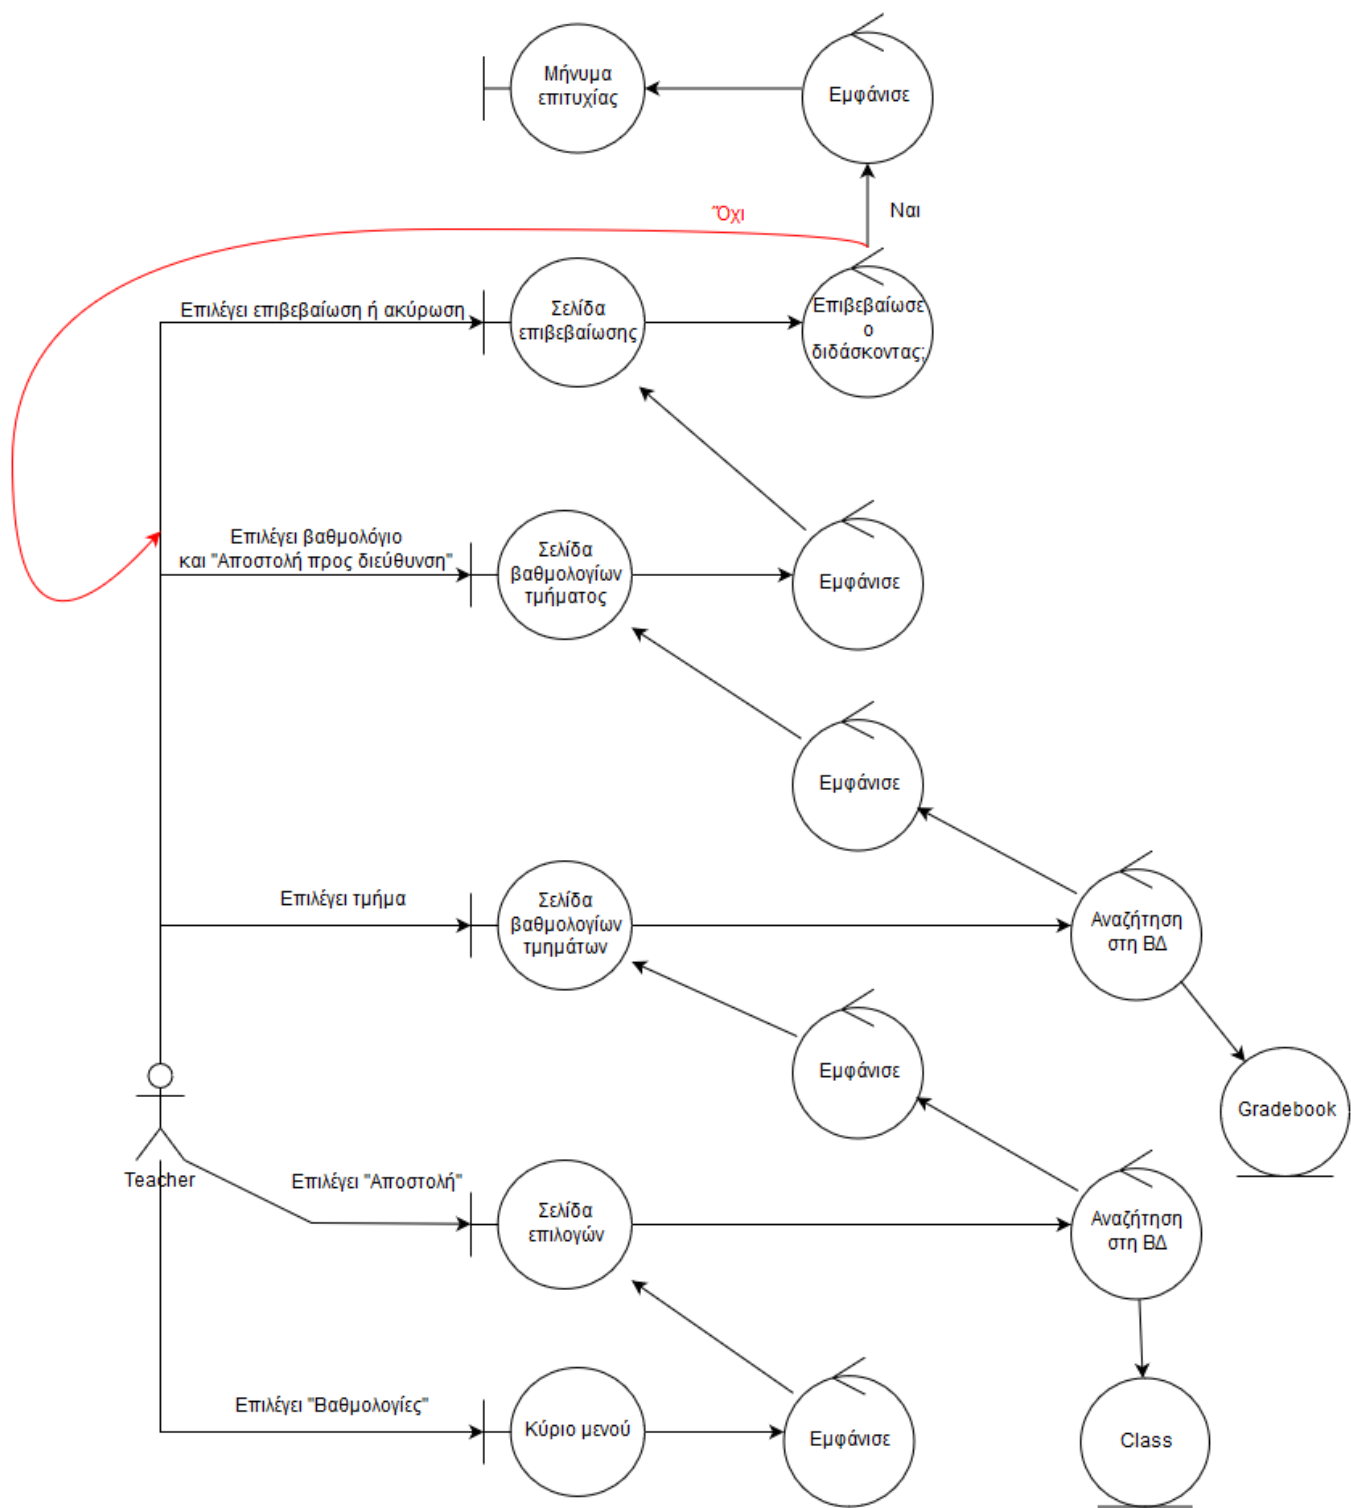 Μήνυμα
επιτυχίας
Εμφάνισε
Ναι
Όχι
Επιλέγει επιβεβαίωση ή ακύρωση
Σελίδα
επιβεβαίωσης
Επιβεβαίωσε
ο
διδάσκοντας;
Επιλέγει βαθμολόγιο
και "Αποστολή προς διεύθυνση"
Σελίδα
βαθμολογίων
τμήματος
Εμφάνισε
Εμφάνισε
Επιλέγει τμήμα
Σελίδα
βαθμολογίων
τμημάτων
Αναζήτηση
στη ΒΔ
Εμφάνισε
Gradebook
Teacher
Επιλέγει "Αποστολή"
Σελίδα
επιλογών
Αναζήτηση
στη ΒΔ
Επιλέγει "Βαθμολογίες"
Κύριο μενού
Εμφάνισε
Class